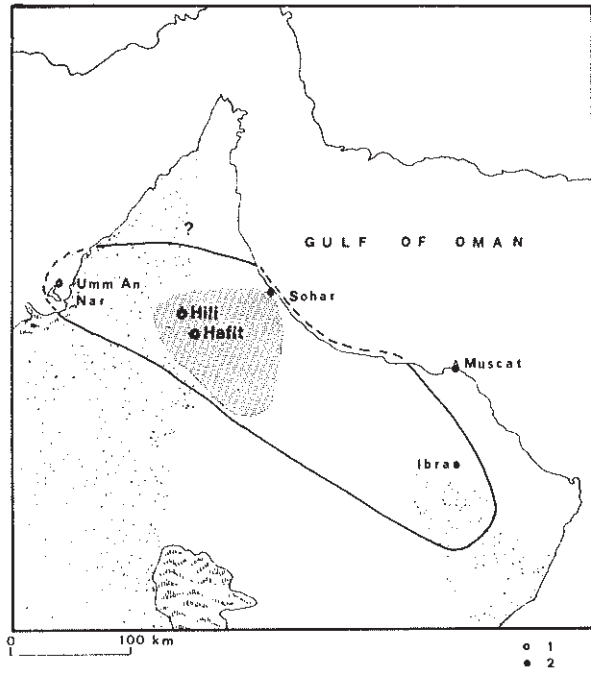 ?
GULF OF OMAN
Umm An
Nar
Sohar
Hili
Hafit
Muscat
Ibra
0 100 km
1
2